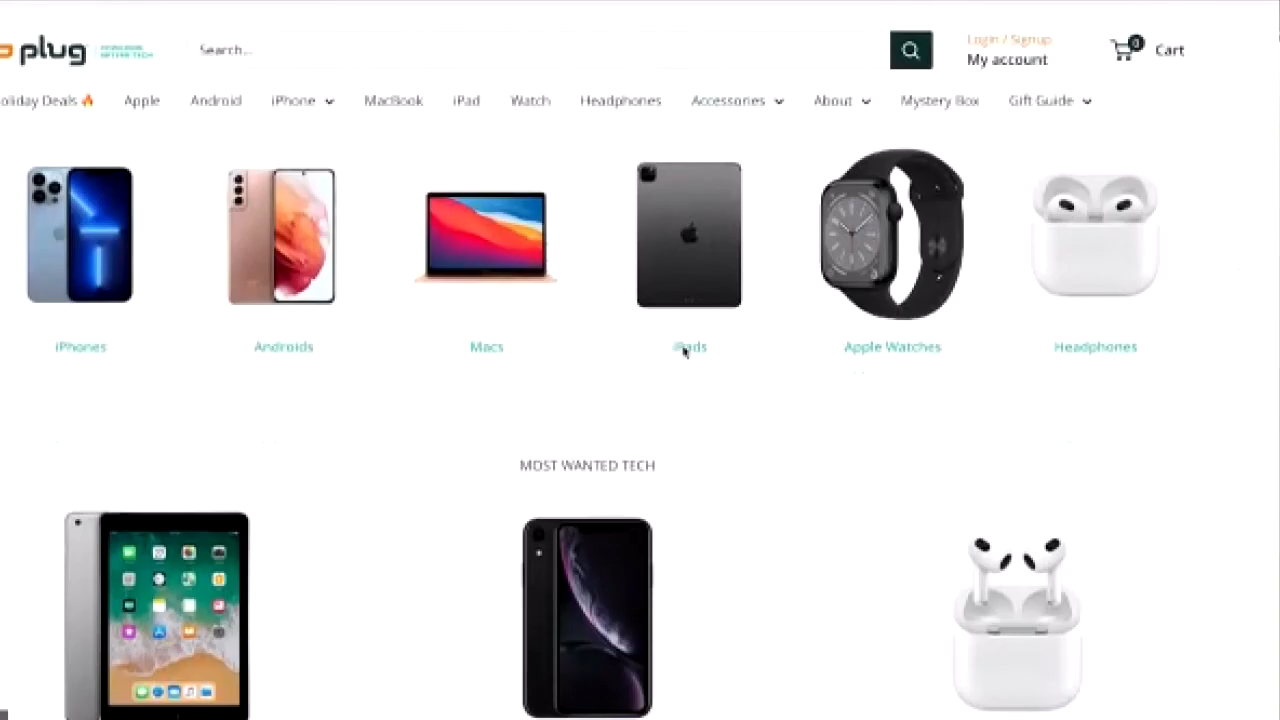 plug
Search...
Login / Signup
My account
0
Cart
oliday Deals
Apple
Android
iPhone
MacBook
iPad
Watch
Headphones
Accessories
About
Mystery Box
Gift Guide
iPhones
Androids
Macs
iPads
Apple Watches
Headphones
MOST WANTED TECH